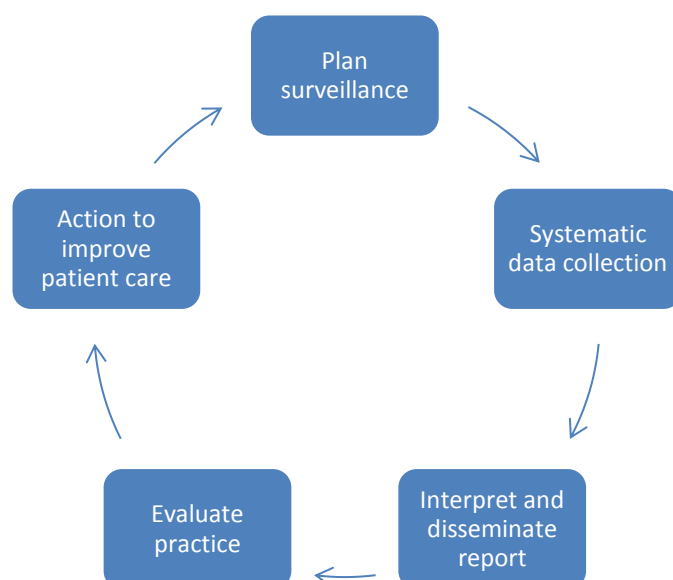 Plan
surveillance
Systematic
data collection
Interpret and
disseminate
report
Evaluate
practice
Action to
improve
patient care